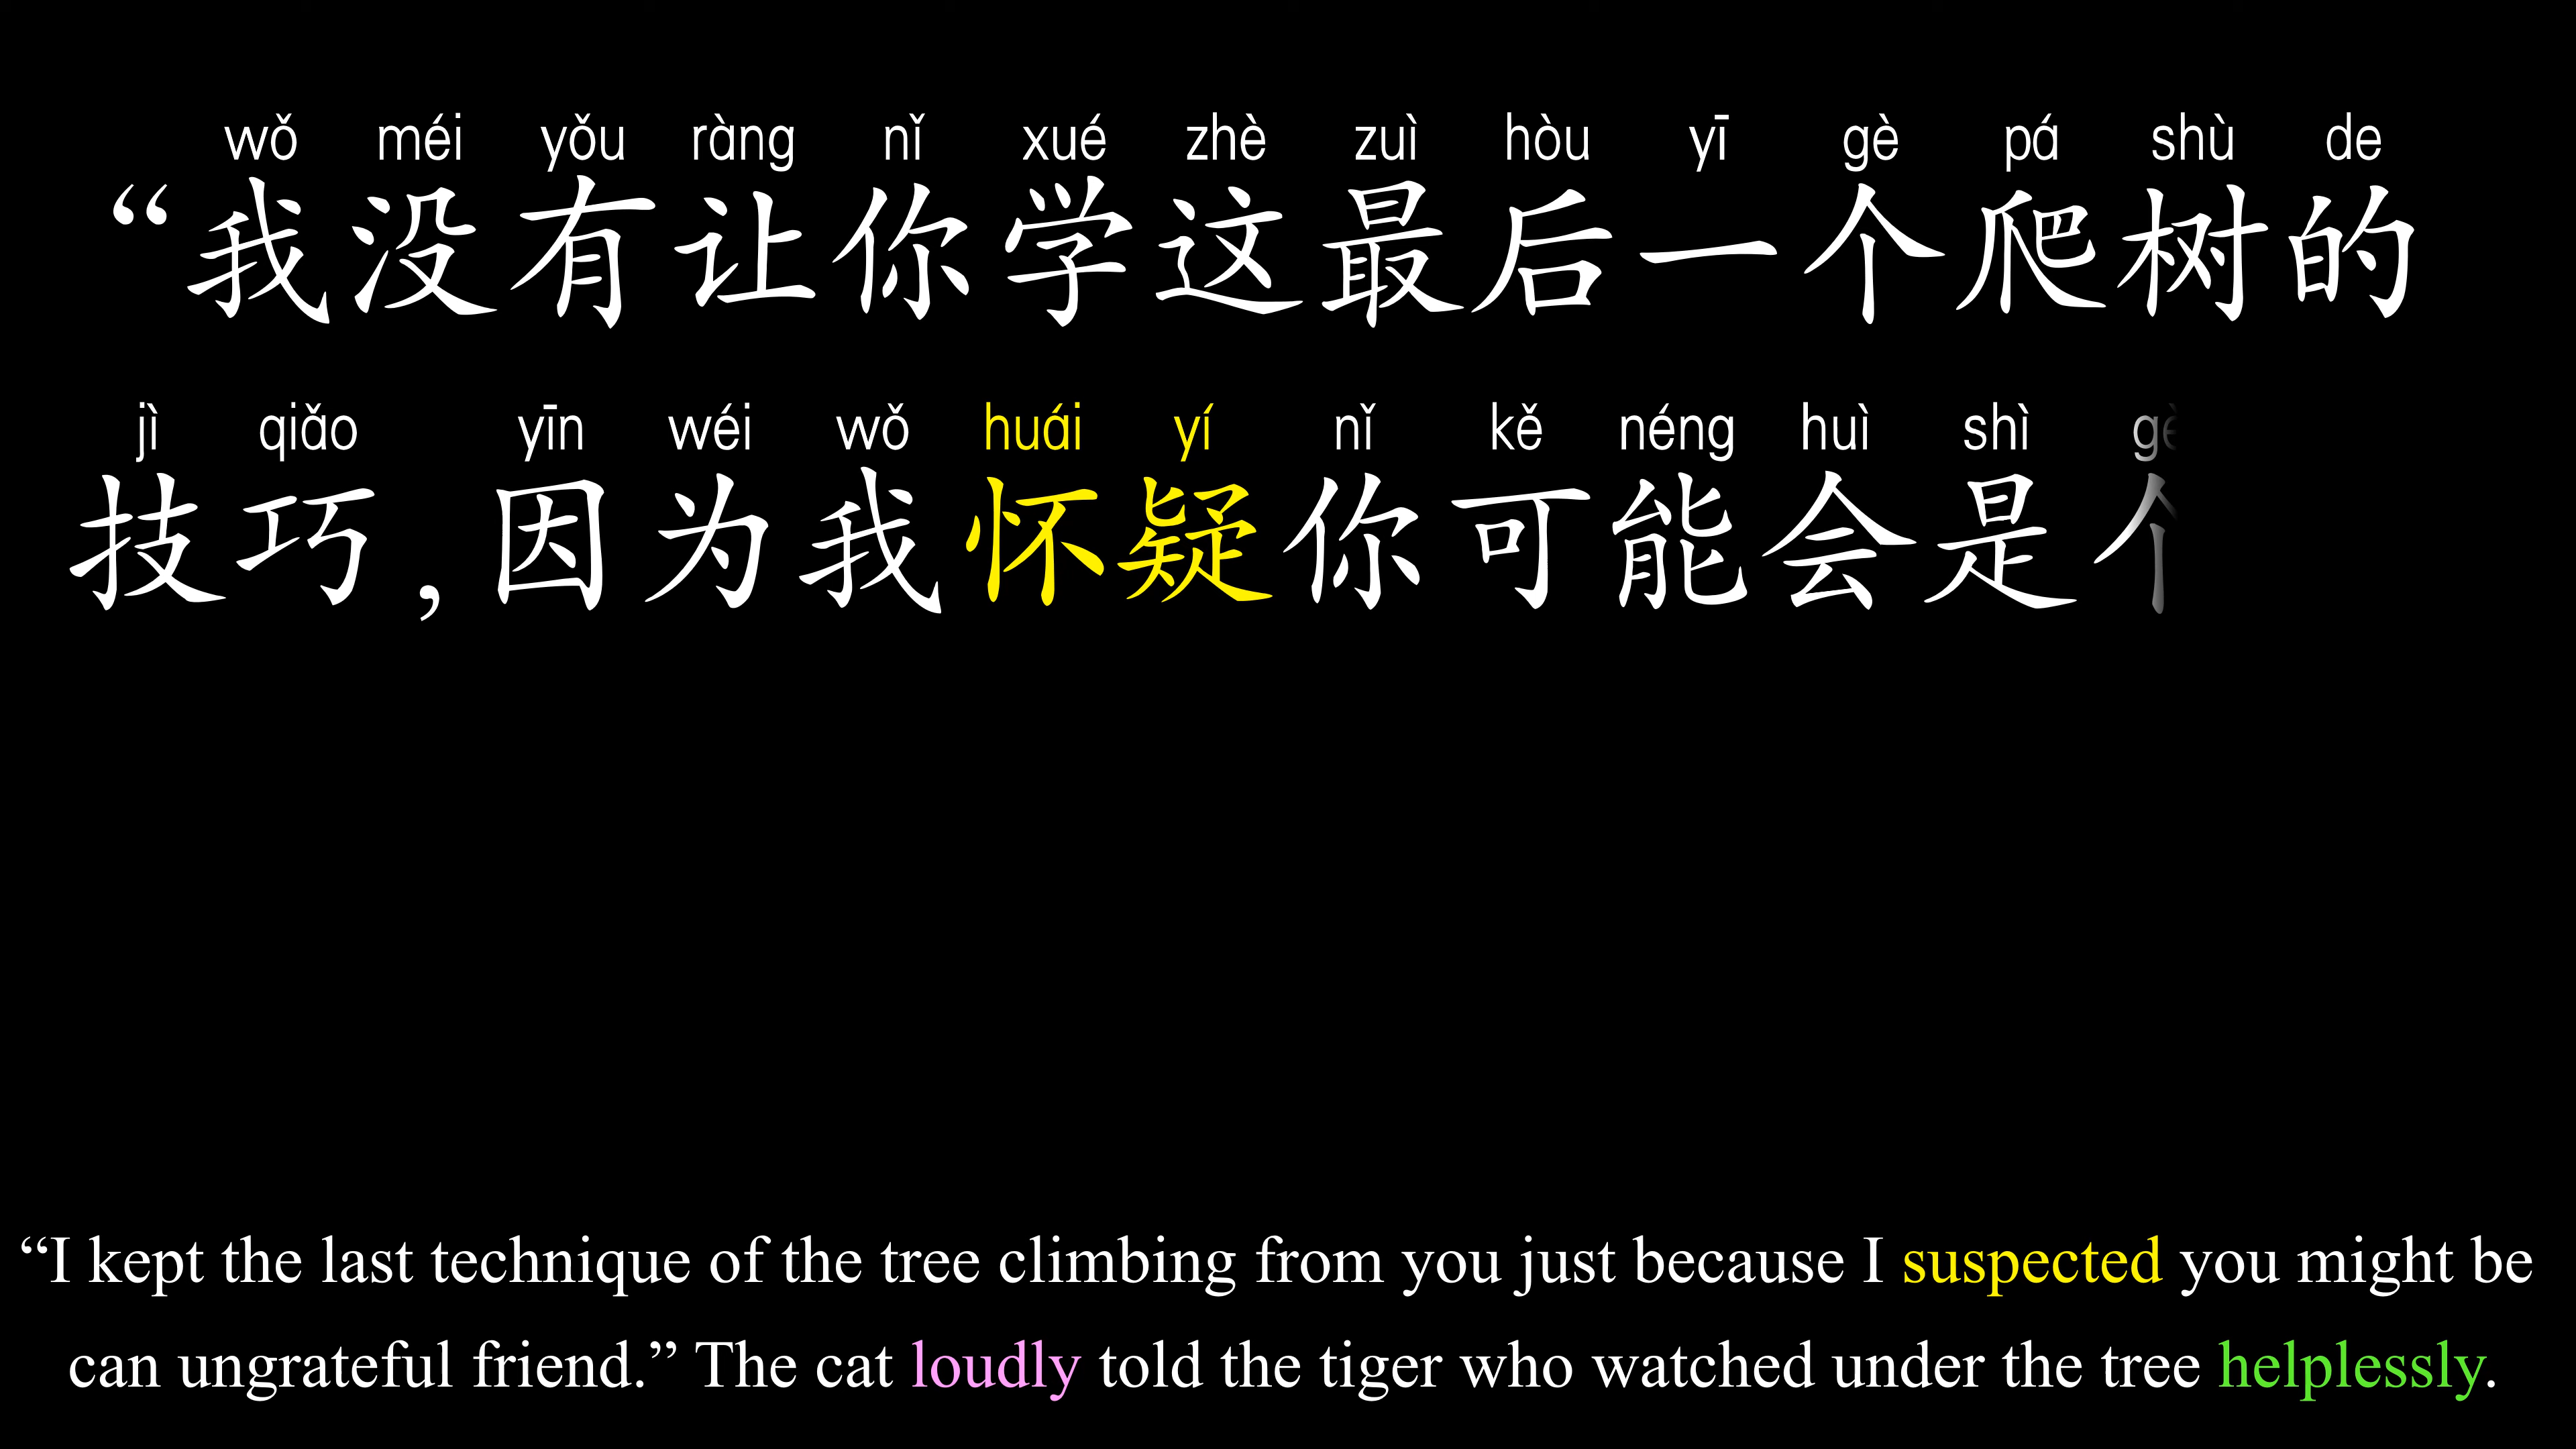 wǒ méi yǒu ràng nǐ xué zhè zuì hòu yī gè pá shù de
“我没有让你学这最后一个爬树的
jì qiǎo yīn wéi wǒ huái yí nǐ kě néng huì shì gè
技巧,因为我怀疑你可能会是个
“I kept the last technique of the tree climbing from you just because I suspected you might be
can ungrateful friend.” The cat loudly told the tiger who watched under the tree helplessly.